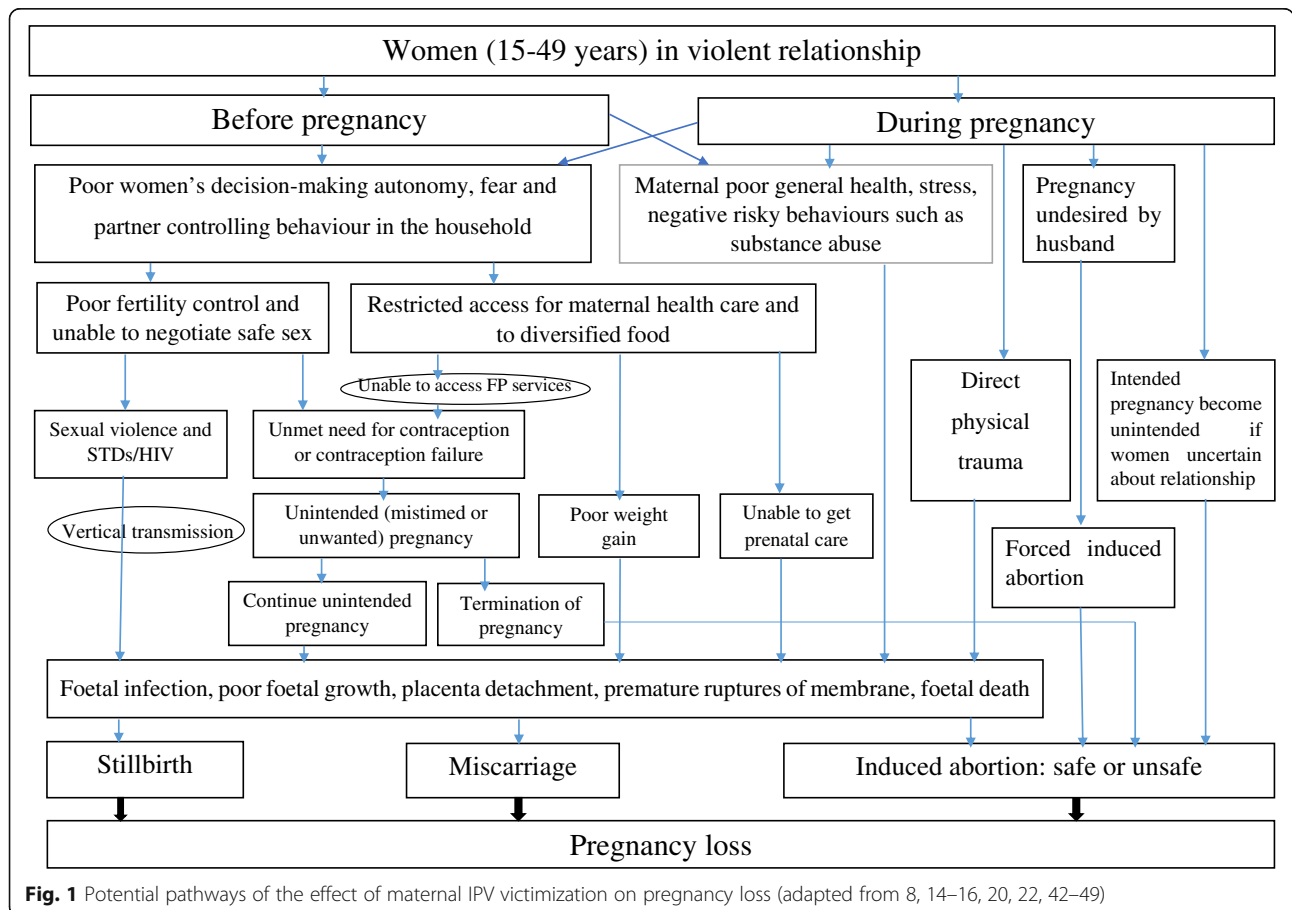 Women (15-49 years) in violent relationship
Before pregnancy
During pregnancy
Poor women's decision-making autonomy, fear and
partner controlling behaviour in the household
Maternal poor general health, stress,
negative risky behaviours such as
substance abuse
Pregnancy
undesired by
husband
Poor fertility control and
unable to negotiate safe sex
Restricted access for maternal health care and
to diversified food
Unable to access FP services
Direct
physical
trauma
Intended
pregnancy become
unintended if
women uncertain
about relationship
Sexual violence and
STDs/HIV
Unmet need for contraception
or contraception failure
Vertical transmission
Unintended (mistimed or
unwanted) pregnancy
Poor weight
gain
Unable to get
prenatal care
Forced induced
abortion
Continue unintended
pregnancy
Termination of
pregnancy
Foetal infection, poor foetal growth, placenta detachment, premature ruptures of membrane, foetal death
Stillbirth
Miscarriage
Induced abortion: safe or unsafe
Pregnancy loss
Fig. 1 Potential pathways of the effect of maternal IPV victimization on pregnancy loss (adapted from 8, 14–16, 20, 22, 42–49)